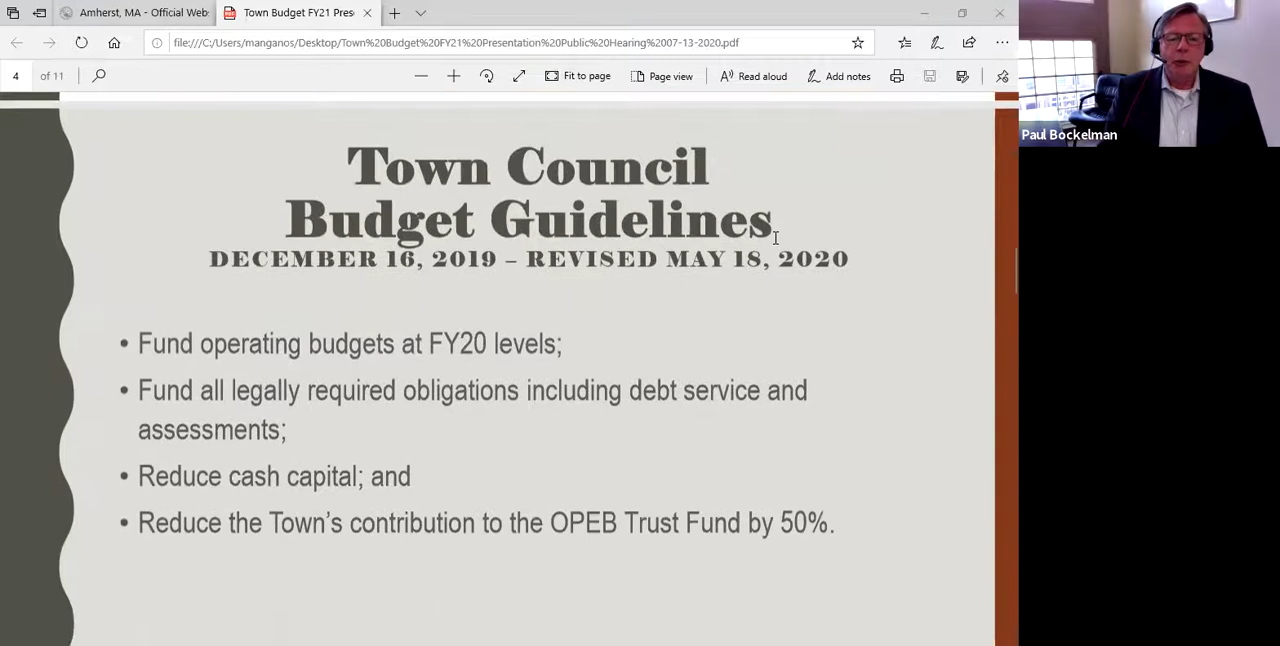 Amherst, MA - Official Webs
Town Budget FY21 Pres
file:///C:/Users/manganos/Desktop/Town%20Budget%20FY21%20Presentation%20Public%20Hearing%2007-13-2020.pdf
4 of 11
Fit to page
Page view
Read aloud
Add notes
Paul Bockelman
Town Council
Budget Guidelines
DECEMBER 16, 2019 – REVISED MAY 18, 2020
• Fund operating budgets at FY20 levels;
• Fund all legally required obligations including debt service and
assessments;
• Reduce cash capital; and
• Reduce the Town’s contribution to the OPEB Trust Fund by 50%.